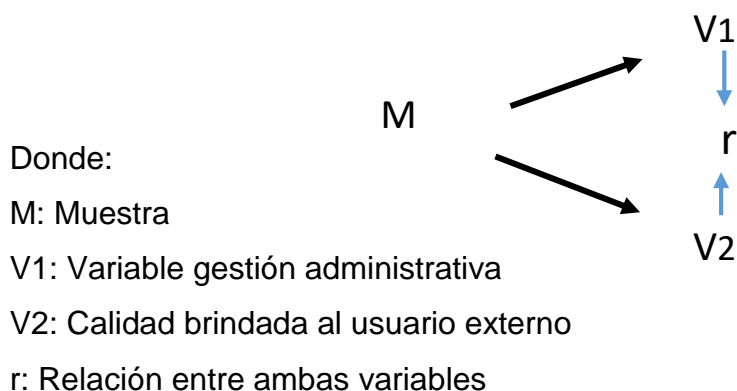 V1
M
r
Donde:
M: Muestra
V2
V1: Variable gestión administrativa
V2: Calidad brindada al usuario externo
r: Relación entre ambas variables